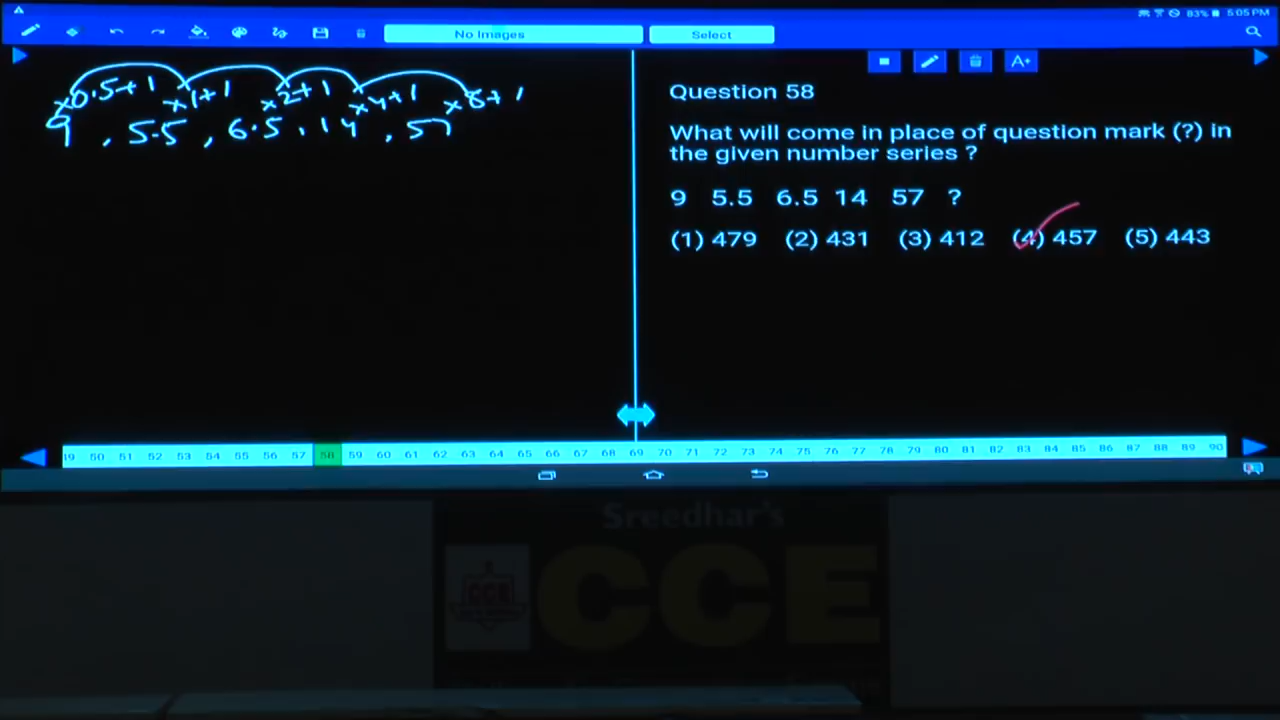 83% 5:05 PM
No Images Select
×0.5+1 ×1+1 ×2+1 ×4+1 ×8+1
9 , 5.5 , 6.5 , 14 , 57
A+
Question 58
What will come in place of question mark (?) in
the given number series ?
9 5.5 6.5 14 57 ?
(1) 479 (2) 431 (3) 412 (4) 457 (5) 443
49 50 51 52 53 54 55 56 57 58 59 60 61 62 63 64 65 66 67 68 69 70 71 72 73 74 75 76 77 78 79 80 81 82 83 84 85 86 87 88 89 90
Sreedhar's
CCE
CCE